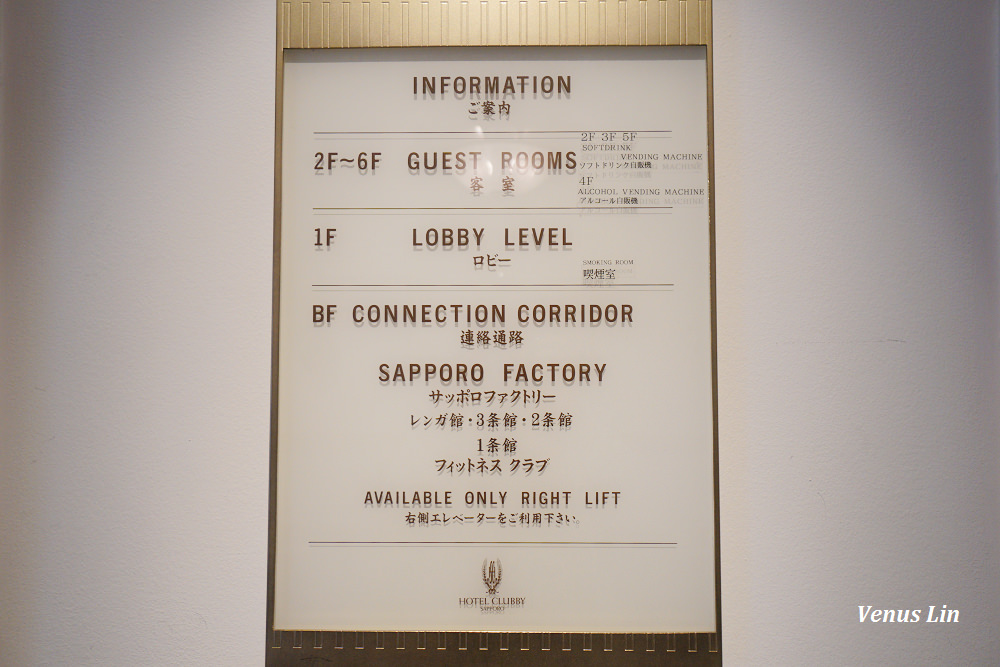 INFORMATION
ご案内
2F~6F GUEST ROOMS
客 室
2F 3F 5F
SOFTDRINK
VENDING MACHINE
ソフトドリンク自販機
4F
ALCOHOL VENDING MACHINE
アルコール自販機
1F LOBBY LEVEL
ロビー
SMOKING ROOM
喫煙室
BF CONNECTION CORRIDOR
連絡通路
SAPPORO FACTORY
サッポロファクトリー
レンガ館・3条館・2条館
1条館
フィットネス クラブ
AVAILABLE ONLY RIGHT LIFT
右側エレベーターをご利用下さい。
HOTEL CLUBBY
SAPPORO
Venus Lin